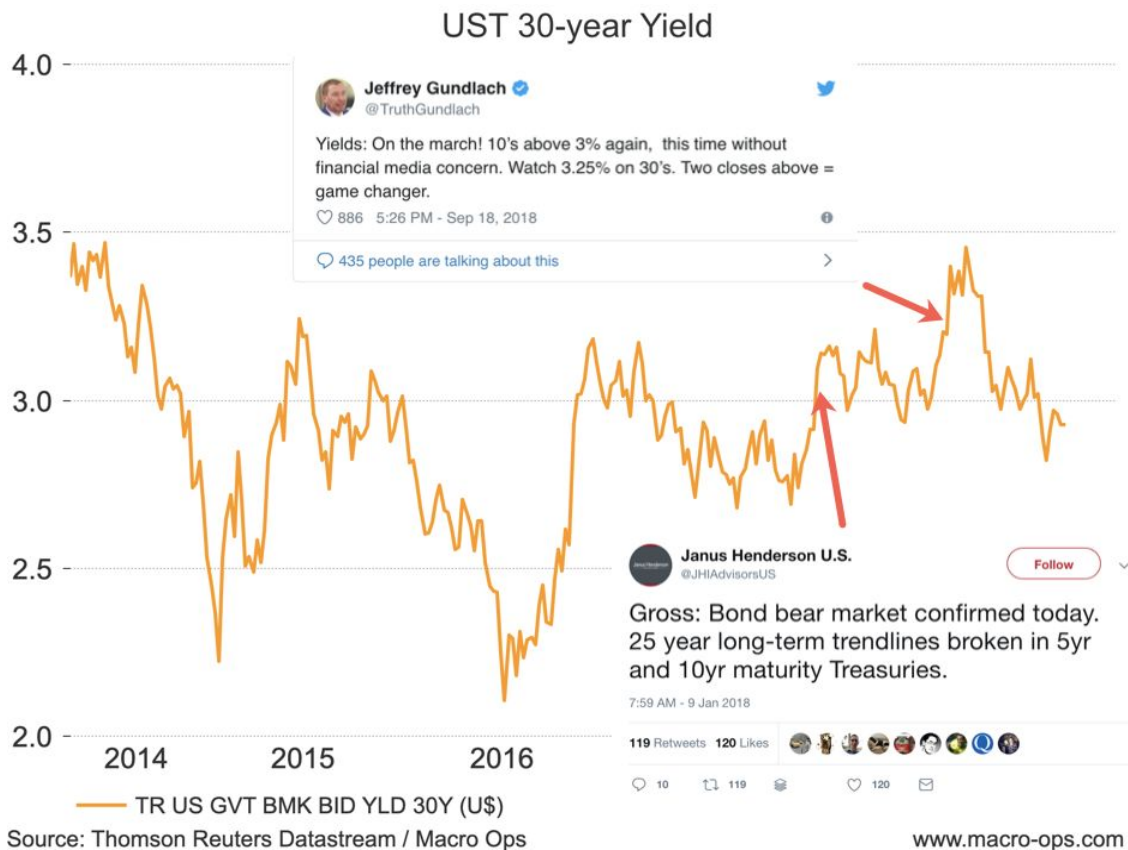 UST 30-year Yield
4.0
Jeffrey Gundlach
@TruthGundlach
Yields: On the march! 10's above 3% again, this time without
financial media concern. Watch 3.25% on 30's. Two closes above =
game changer.
886 5:26 PM - Sep 18, 2018
3.5
435 people are talking about this
3.0
2.5
Janus Henderson U.S.
@JHIAdvisorsUS
Follow
Gross: Bond bear market confirmed today.
25 year long-term trendlines broken in 5yr
and 10yr maturity Treasuries.
7:59 AM - 9 Jan 2018
2.0
119 Retweets 120 Likes
2014 2015 2016
10 119 120
TR US GVT BMK BID YLD 30Y (U$)
Source: Thomson Reuters Datastream / Macro Ops
www.macro-ops.com